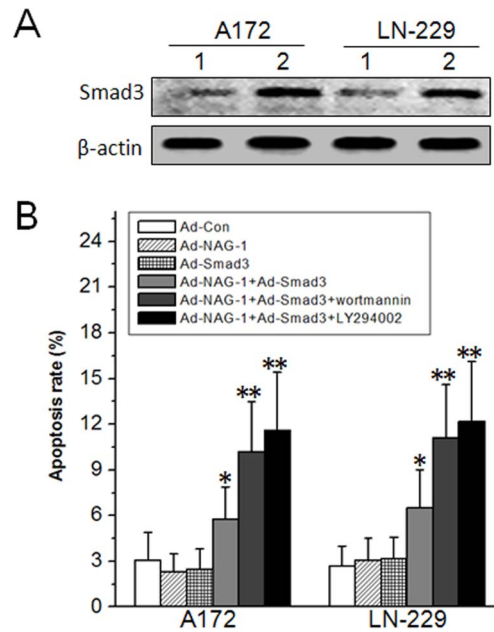 A
A172 LN-229
1 2 1 2
Smad3
β-actin
B
Ad-Con
Ad-NAG-1
Ad-Smad3
Ad-NAG-1+Ad-Smad3
Ad-NAG-1+Ad-Smad3+wortmannin
Ad-NAG-1+Ad-Smad3+LY294002
Apoptosis rate (%)
24
21
18
15
12
9
6
3
0
* ** **
* ** **
A172 LN-229